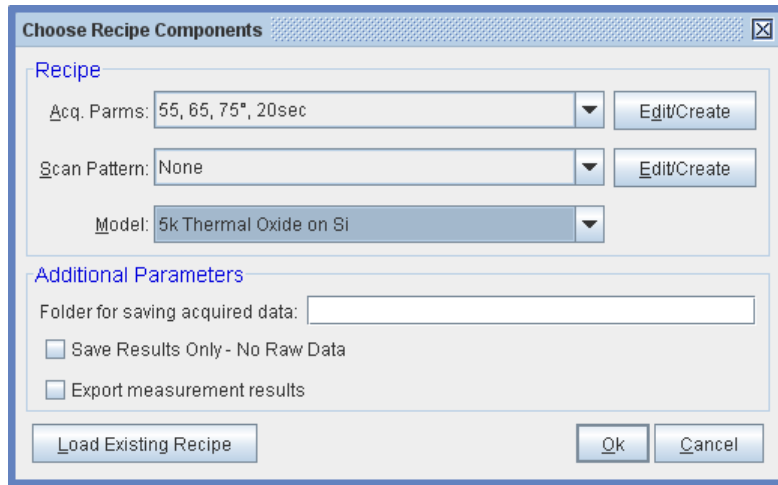 Choose Recipe Components
Recipe
Acq. Parms: 55, 65, 75°, 20sec Edit/Create
Scan Pattern: None Edit/Create
Model: 5k Thermal Oxide on Si
Additional Parameters
Folder for saving acquired data:
Save Results Only - No Raw Data
Export measurement results
Load Existing Recipe Ok Cancel